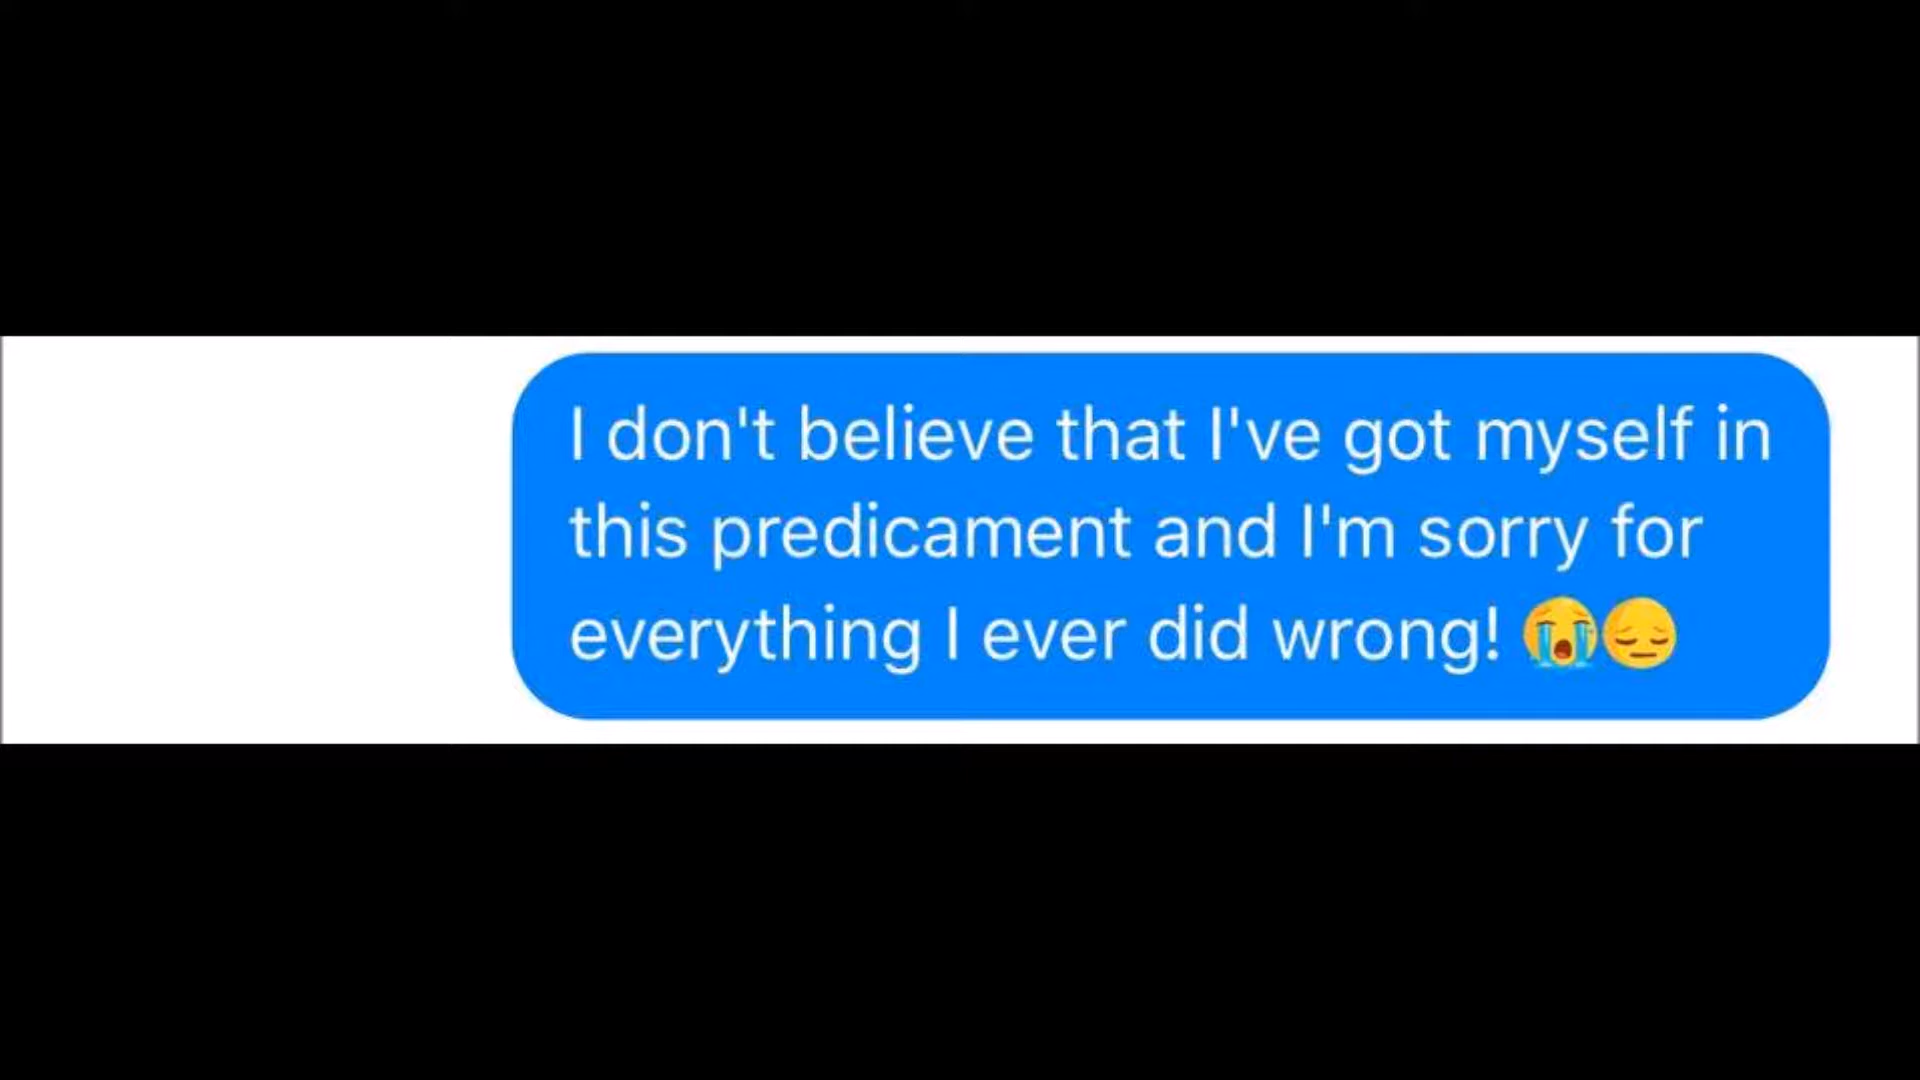 I don't believe that I've got myself in
this predicament and I'm sorry for
everything I ever did wrong! 😭😔